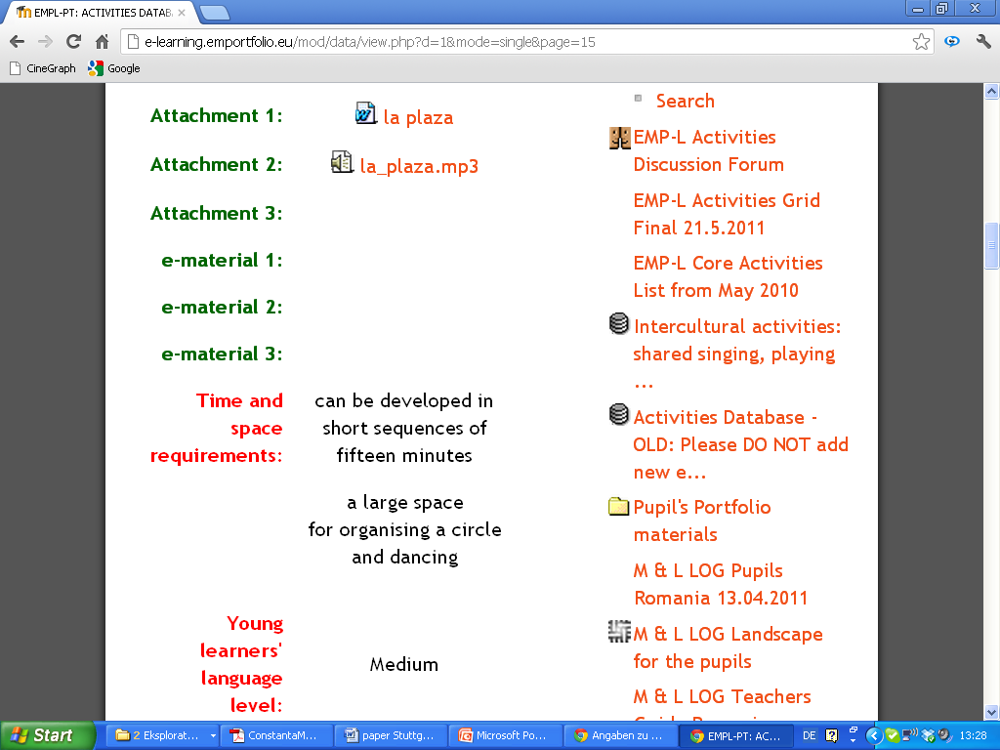 EMPL-PT: ACTIVITIES DATAB
e-learning.emportfolio.eu/mod/data/view.php?d=1&mode=single&page=15
CineGraph
Google
Attachment 1:
la plaza
Attachment 2:
la_plaza.mp3
Attachment 3:
e-material 1:
e-material 2:
e-material 3:
Time and
space
requirements:
can be developed in
short sequences of
fifteen minutes
a large space
for organising a circle
and dancing
Young
learners'
language
level:
Medium
Search
EMP-L Activities
Discussion Forum
EMP-L Activities Grid
Final 21.5.2011
EMP-L Core Activities
List from May 2010
Intercultural activities:
shared singing, playing
...
Activities Database -
OLD: Please DO NOT add
new e...
Pupil's Portfolio
materials
M & L LOG Pupils
Romania 13.04.2011
M & L LOG Landscape
for the pupils
M & L LOG Teachers
Start
2 Eksplorat...
ConstantaM...
paper Stuttg...
Microsoft Po...
Angaben zu ...
EMPL-PT: AC...
DE
13:28